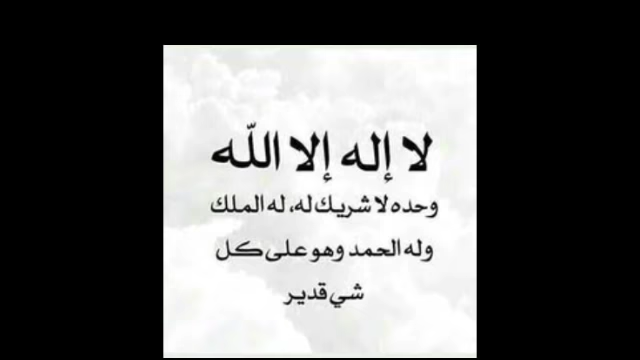 لا إله إلا الله
وحده لا شريك له، له الملك
وله الحمد وهو على كل
شي قدير